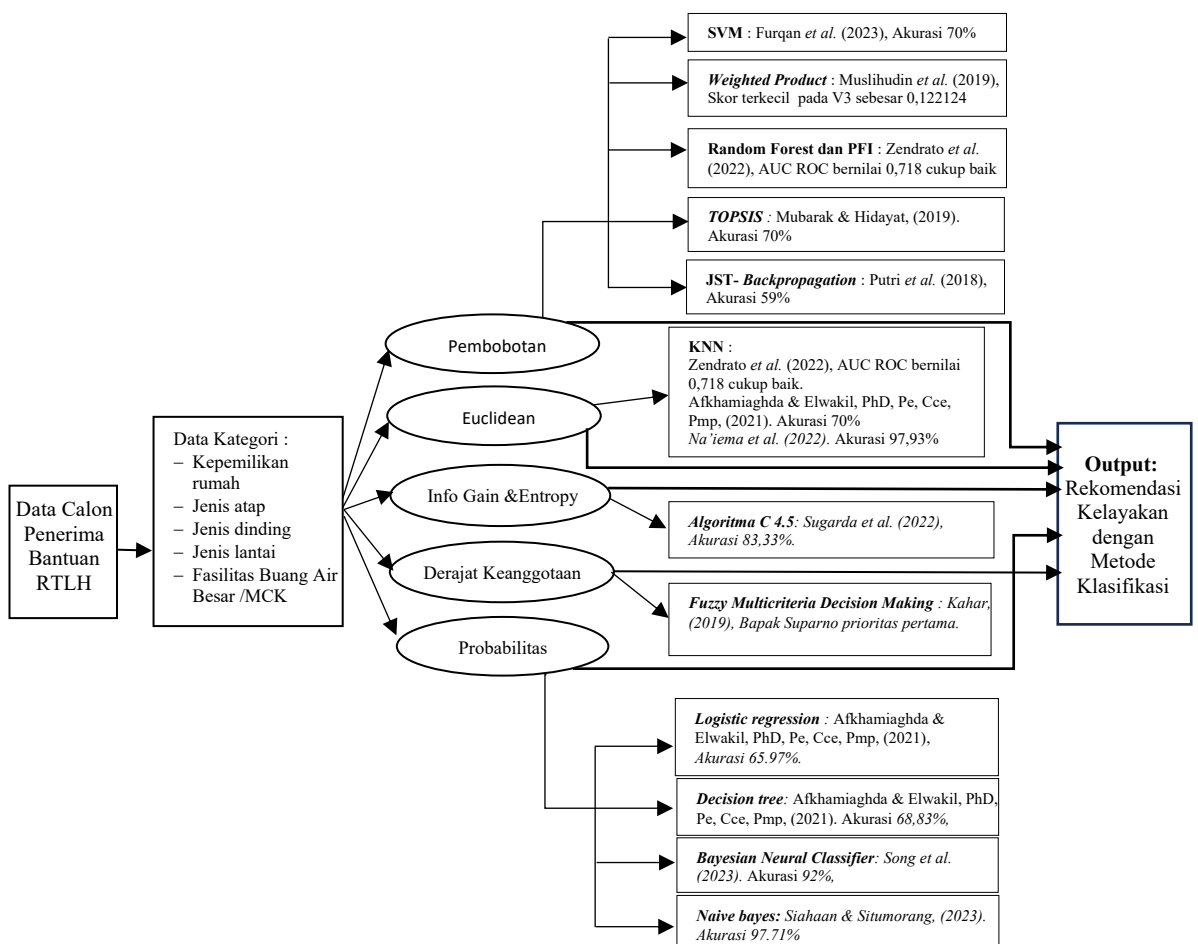 SVM : Furqan et al. (2023), Akurasi 70%
Weighted Product : Muslihudin et al. (2019),
Skor terkecil pada V3 sebesar 0,122124
Random Forest dan PFI : Zendrato et al.
(2022), AUC ROC bernilai 0,718 cukup baik
TOPSIS : Mubarak & Hidayat, (2019).
Akurasi 70%
JST- Backpropagation : Putri et al. (2018),
Akurasi 59%
Pembobotan
KNN :
Zendrato et al. (2022), AUC ROC bernilai
0,718 cukup baik.
Afkhamiaghda & Elwakil, PhD, Pe, Cce,
Pmp, (2021). Akurasi 70%
Na’iema et al. (2022). Akurasi 97,93%
Euclidean
Data Kategori :
– Kepemilikan
rumah
– Jenis atap
– Jenis dinding
– Jenis lantai
– Fasilitas Buang Air
Besar /MCK
Data Calon
Penerima
Bantuan
RTLH
Info Gain &Entropy
Algoritma C 4.5: Sugarda et al. (2022),
Akurasi 83,33%.
Derajat Keanggotaan
Fuzzy Multicriteria Decision Making : Kahar,
(2019), Bapak Suparno prioritas pertama.
Probabilitas
Output:
Rekomendasi
Kelayakan
dengan
Metode
Klasifikasi
Logistic regression : Afkhamiaghda &
Elwakil, PhD, Pe, Cce, Pmp, (2021),
Akurasi 65.97%.
Decision tree: Afkhamiaghda & Elwakil, PhD,
Pe, Cce, Pmp, (2021). Akurasi 68,83%,
Bayesian Neural Classifier: Song et al.
(2023). Akurasi 92%,
Naive bayes: Siahaan & Situmorang, (2023).
Akurasi 97.71%